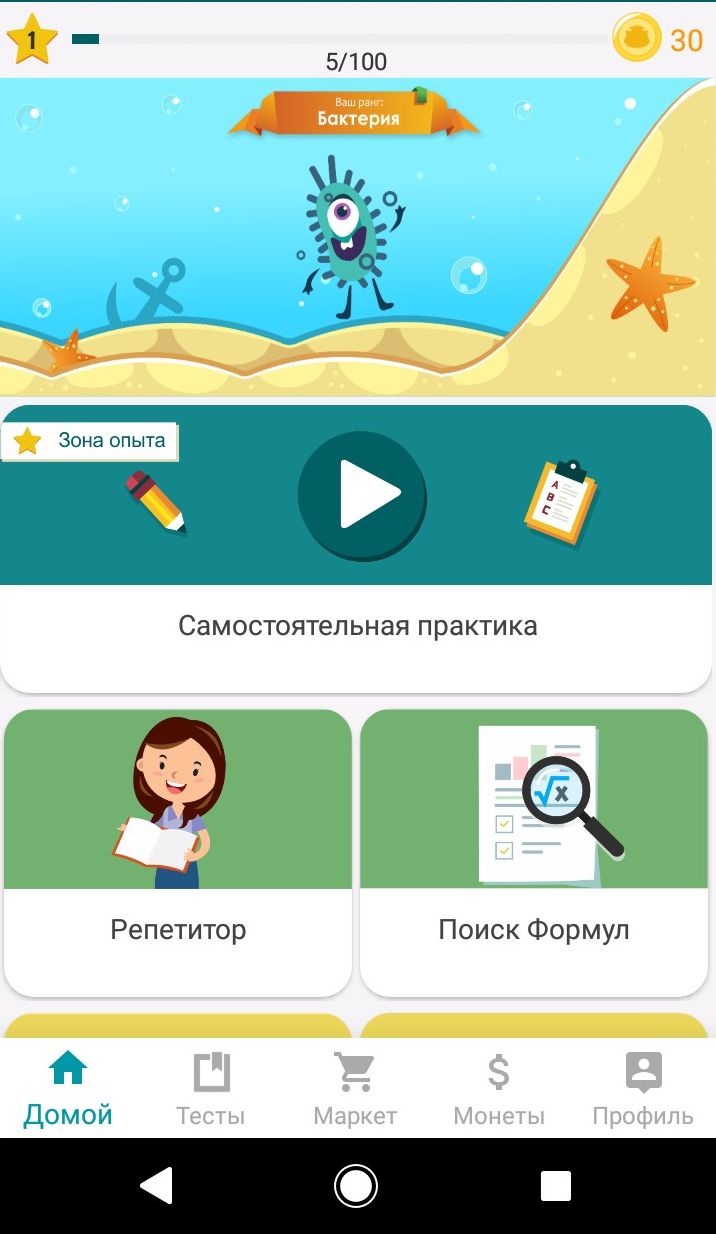 1
5/100
30
Ваш ранг:
Бактерия
Зона опыта
A
B
C
Самостоятельная практика
√x
Репетитор
Поиск Формул
Домой
Тесты
Маркет
Монеты
Профиль